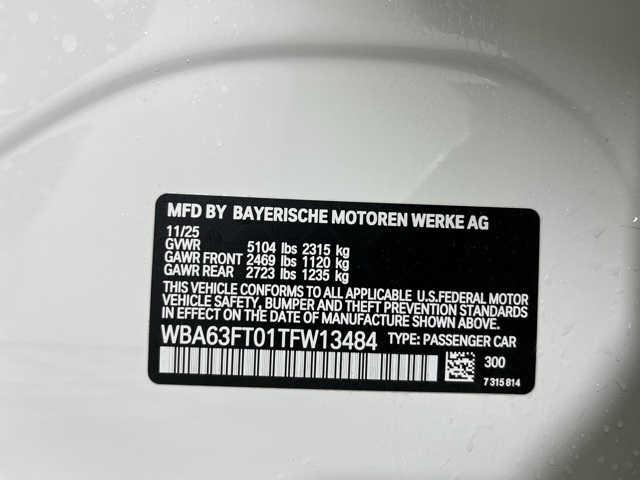 MFD BY BAYERISCHE MOTOREN WERKE AG
11/25
GVWR 5104 lbs 2315 kg
GAWR FRONT 2469 lbs 1120 kg
GAWR REAR 2723 lbs 1235 kg
THIS VEHICLE CONFORMS TO ALL APPLICABLE U.S.FEDERAL MOTOR
VEHICLE SAFETY, BUMPER AND THEFT PREVENTION STANDARDS
IN EFFECT ON THE DATE OF MANUFACTURE SHOWN ABOVE.
WBA63FT01TFW13484 TYPE: PASSENGER CAR
300
7 315 814